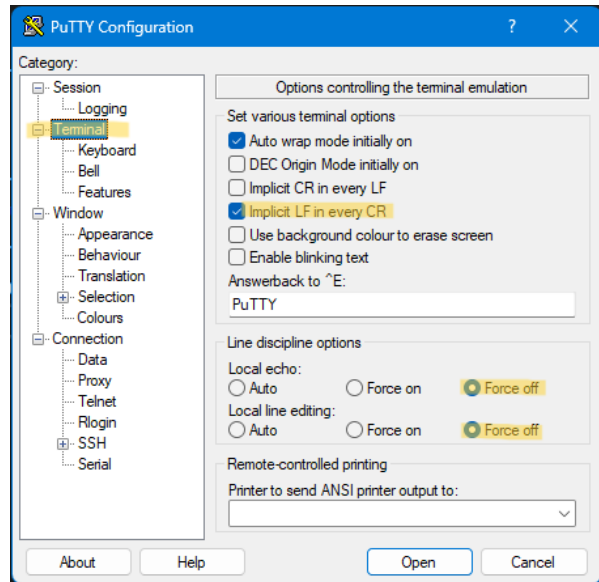 PuTTY Configuration ? ×
Category:
Session
Logging
Terminal
Keyboard
Bell
Features
Window
Appearance
Behaviour
Translation
Selection
Colours
Connection
Data
Proxy
Telnet
Rlogin
SSH
Serial
Options controlling the terminal emulation
Set various terminal options
Auto wrap mode initially on
DEC Origin Mode initially on
Implicit CR in every LF
Implicit LF in every CR
Use background colour to erase screen
Enable blinking text
Answerback to ^E:
PuTTY
Line discipline options
Local echo:
Auto Force on Force off
Local line editing:
Auto Force on Force off
Remote-controlled printing
Printer to send ANSI printer output to:
About Help Open Cancel